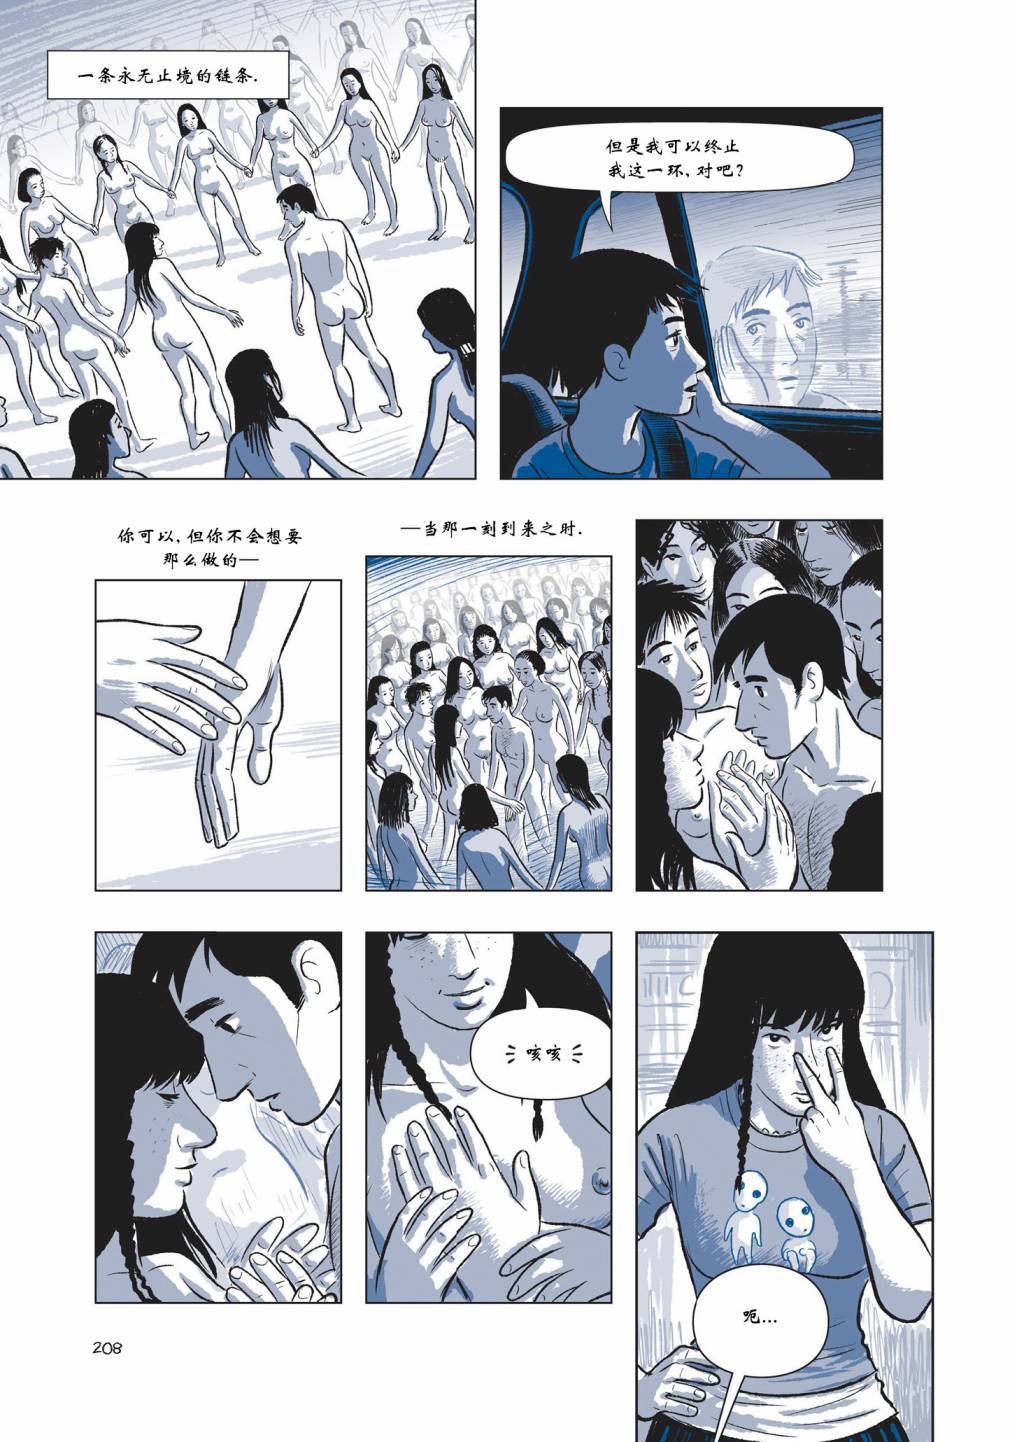 一条永无止境的链条.
但是我可以终止
我这一环, 对吧?
你可以, 但你不会想要
那么做的—
—当那一刻到来之时.
咳咳
呃...
208